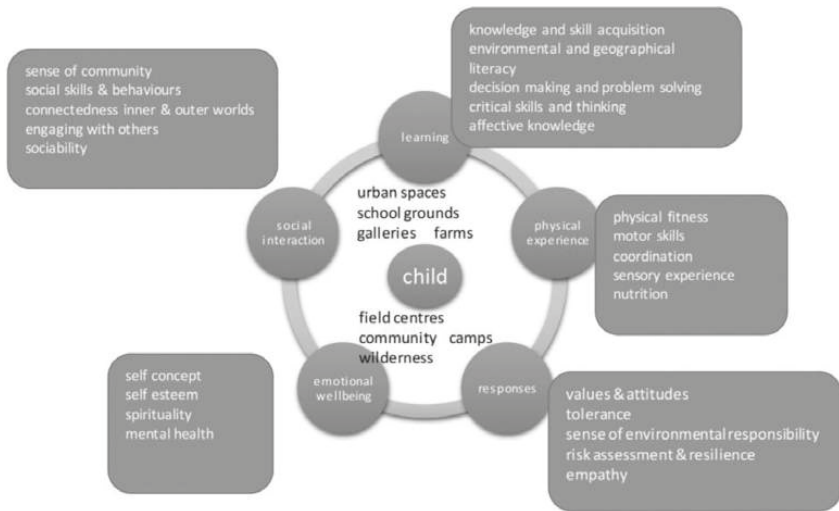 knowledge and skill acquisition
environmental and geographical
literacy
decision making and problem solving
critical skills and thinking
affective knowledge
sense of community
social skills & behaviours
connectedness inner & outer worlds
engaging with others
sociability
learning
urban spaces
school grounds
galleries farms
social
interaction
physical
experience
physical fitness
motor skills
coordination
sensory experience
nutrition
child
field centres
community camps
wilderness
emotional
wellbeing
responses
self concept
self esteem
spirituality
mental health
values & attitudes
tolerance
sense of environmental responsibility
risk assessment & resilience
empathy